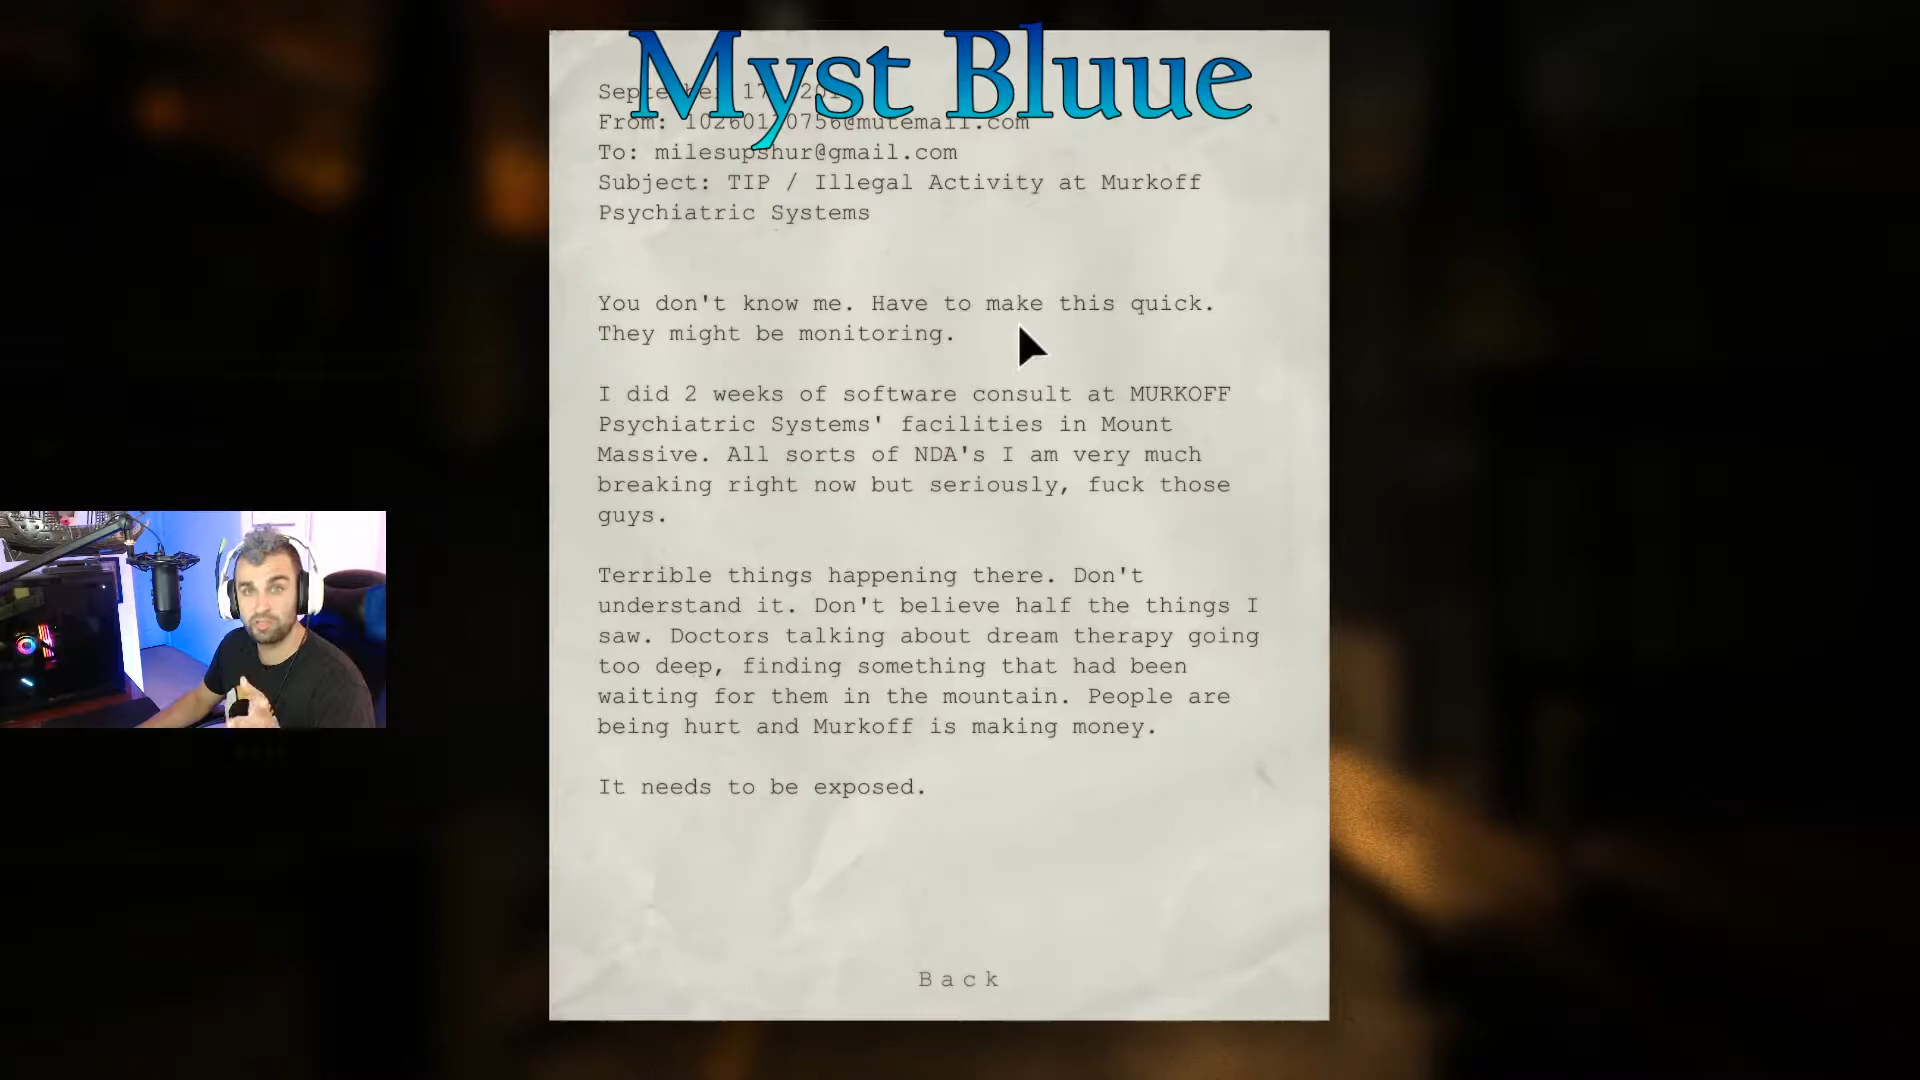 Myst Bluue
September 17
From: @mutemail.com
To: milesupshur@gmail.com
Subject: TIP / Illegal Activity at Murkoff
Psychiatric Systems
You don't know me. Have to make this quick.
They might be monitoring.
I did 2 weeks of software consult at MURKOFF
Psychiatric Systems' facilities in Mount
Massive. All sorts of NDA's I am very much
breaking right now but seriously, fuck those
guys.
Terrible things happening there. Don't
understand it. Don't believe half the things I
saw. Doctors talking about dream therapy going
too deep, finding something that had been
waiting for them in the mountain. People are
being hurt and Murkoff is making money.
It needs to be exposed.
Back